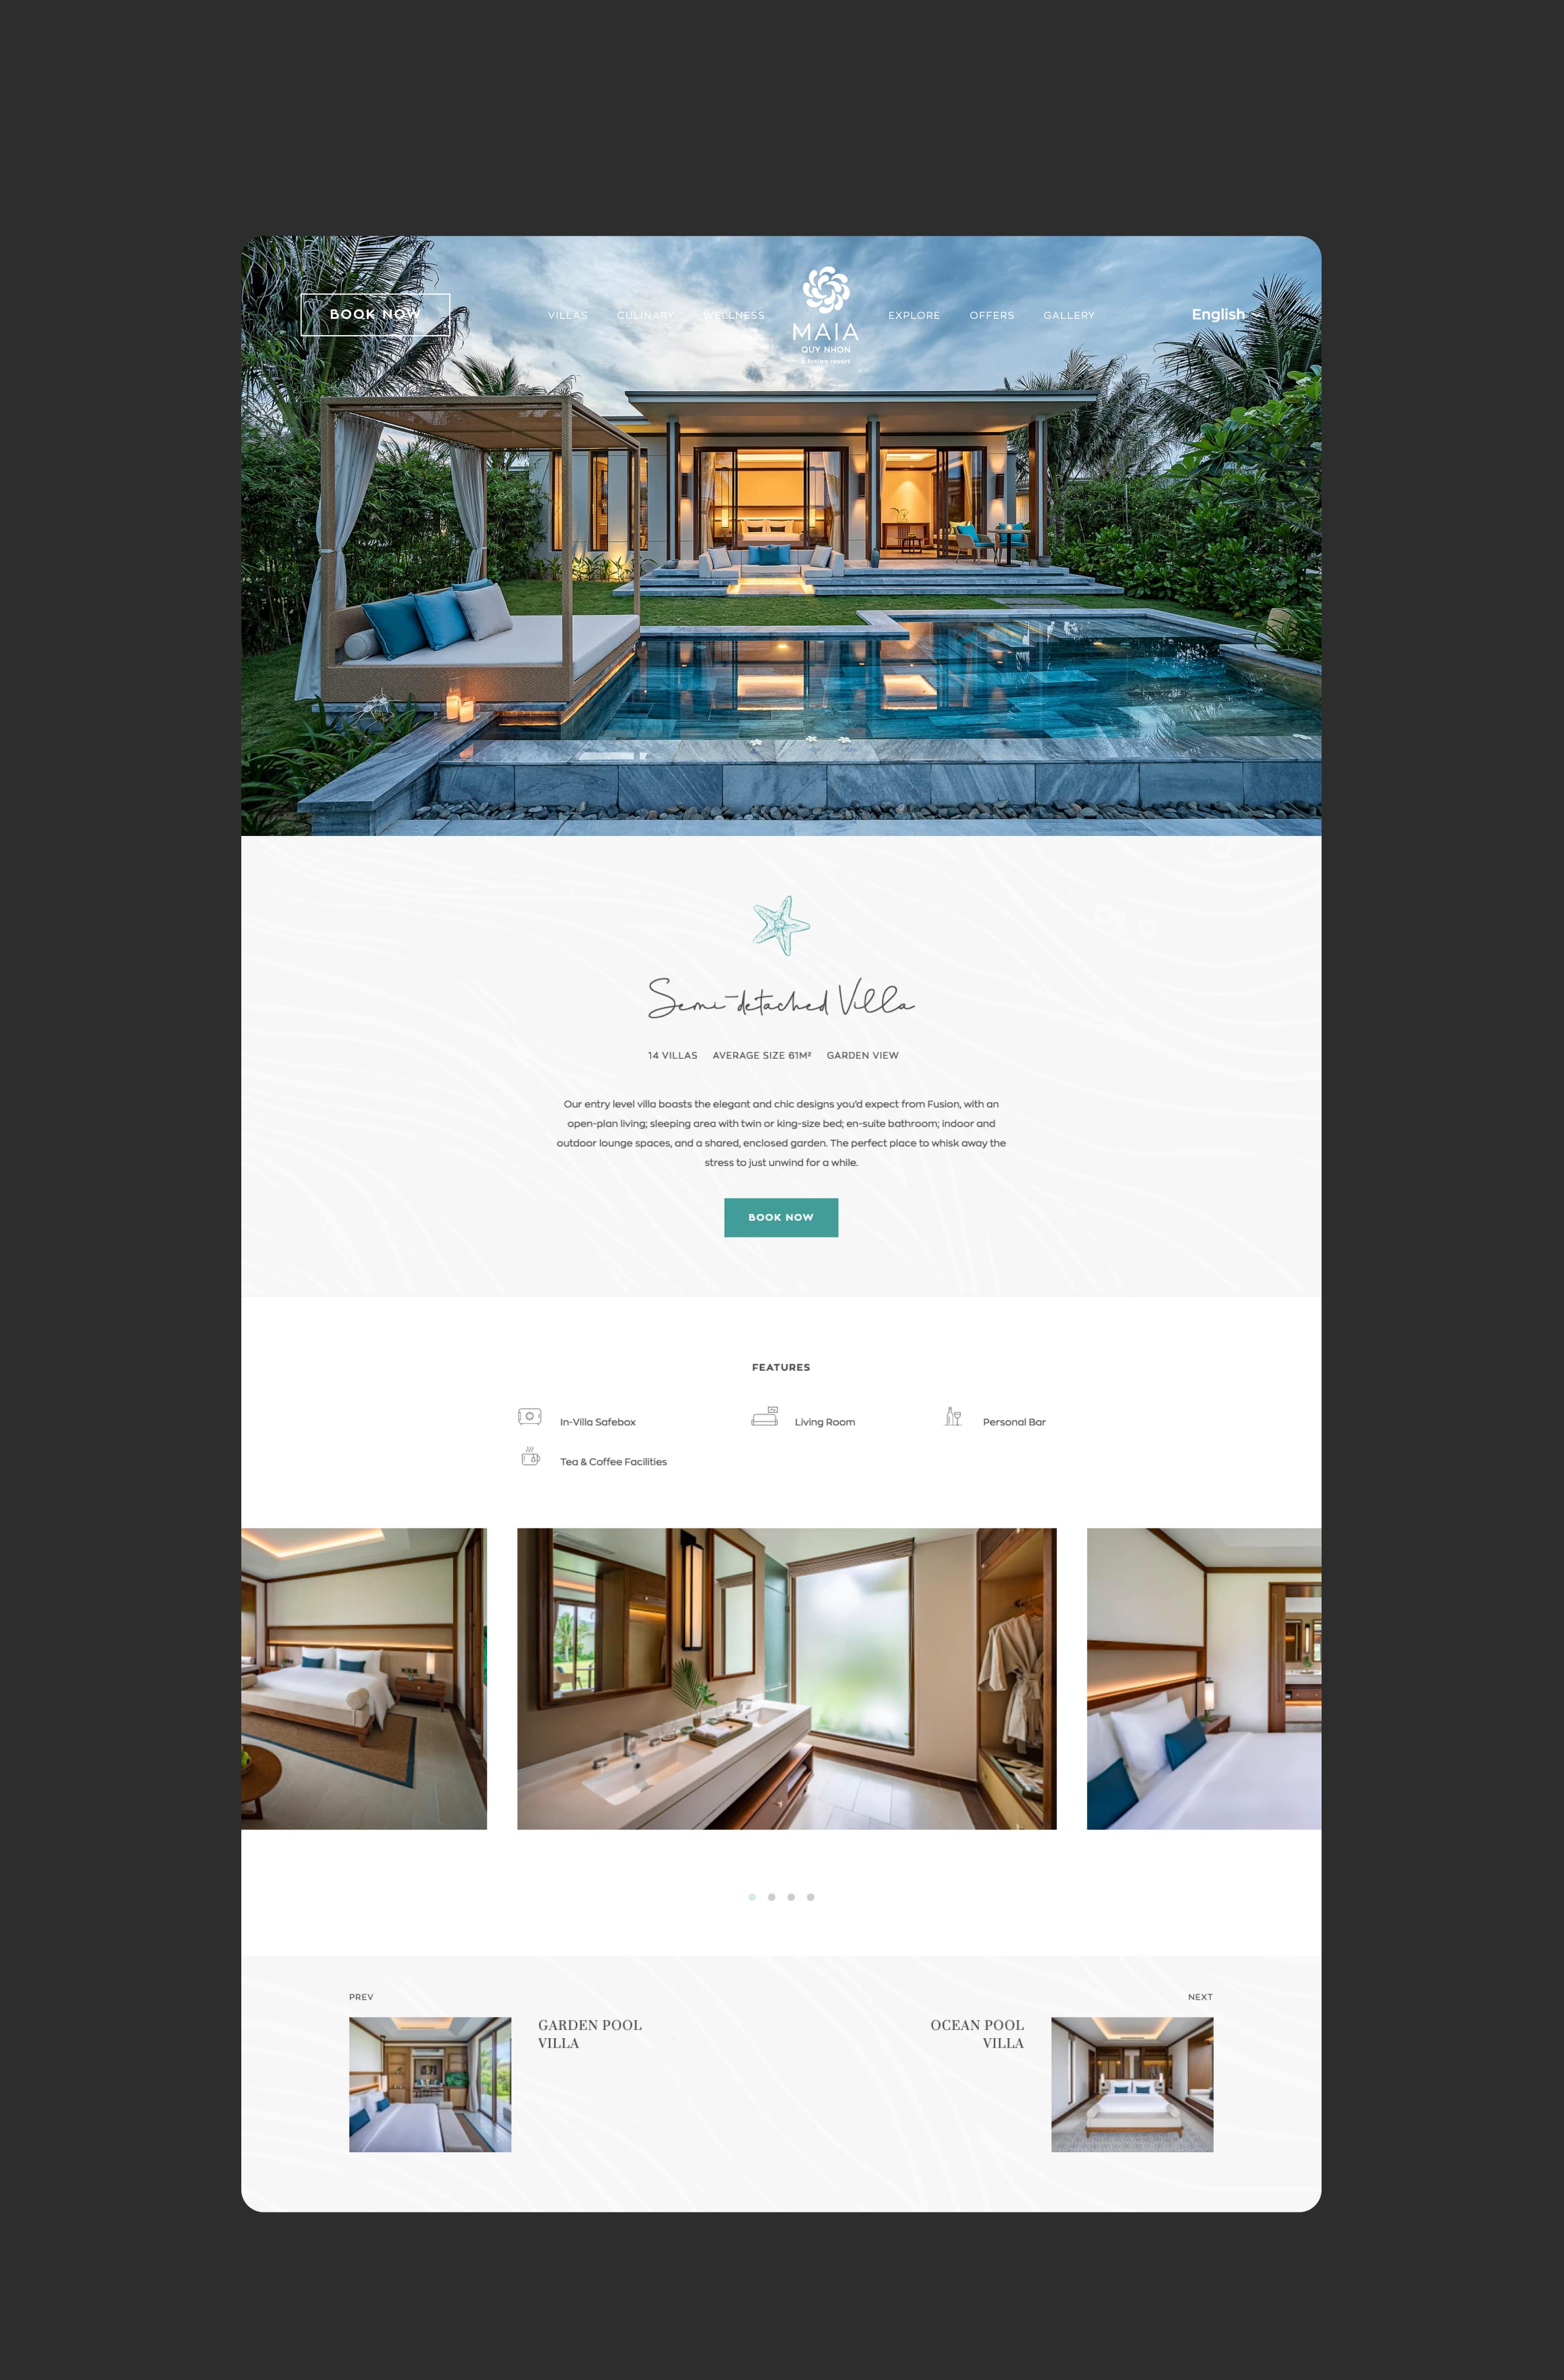 BOOK NOW
VILLAS
CULINARY
WELLNESS
MAIA
QUY NHON
a fusion resort
EXPLORE
OFFERS
GALLERY
English
Semi-detached Villa
14 VILLAS AVERAGE SIZE 61M² GARDEN VIEW
Our entry level villa boasts the elegant and chic designs you'd expect from Fusion, with an
open-plan living; sleeping area with twin or king-size bed; en-suite bathroom; indoor and
outdoor lounge spaces, and a shared, enclosed garden. The perfect place to whisk away the
stress to just unwind for a while.
BOOK NOW
FEATURES
In-Villa Safebox
Living Room
Personal Bar
Tea & Coffee Facilities
PREV
GARDEN POOL
VILLA
NEXT
OCEAN POOL
VILLA